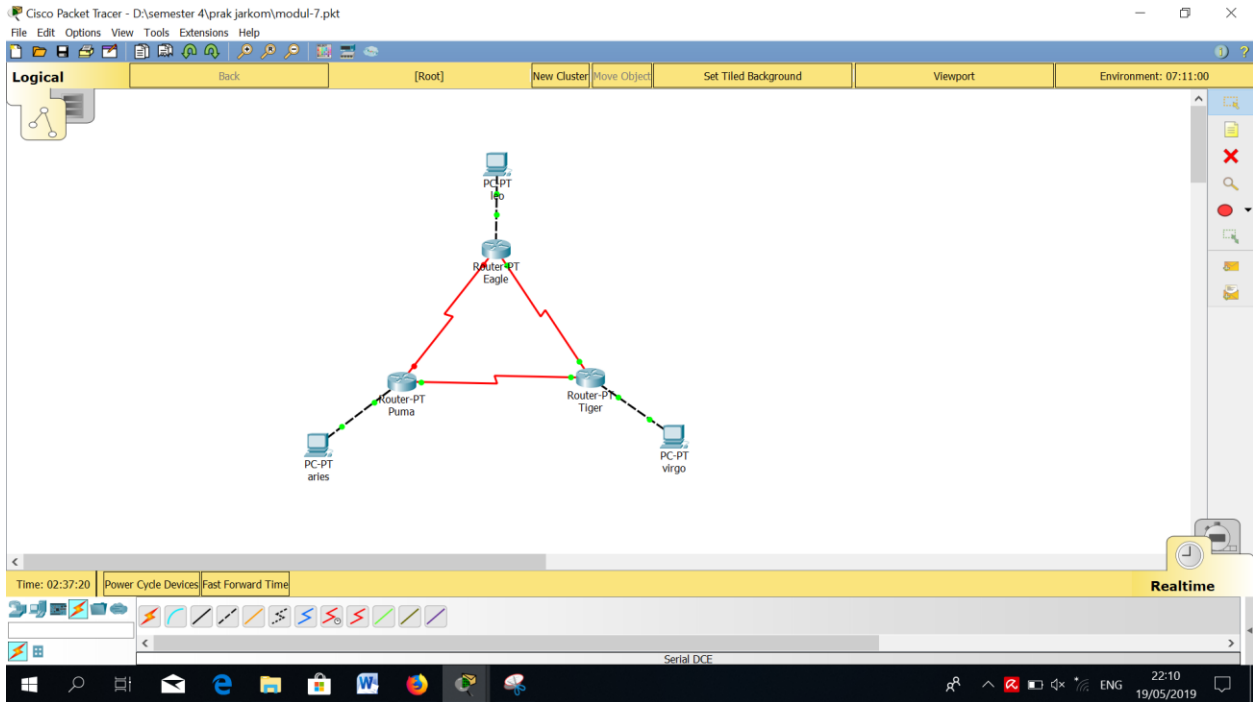 Cisco Packet Tracer - D:\semester 4\prak jarkom\modul-7.pkt
File Edit Options View Tools Extensions Help
Logical Back [Root] New Cluster Move Object Set Tiled Background Viewport Environment: 07:11:00
PC-PT
leo
Router-PT
Eagle
Router-PT
Puma
Router-PT
Tiger
PC-PT
aries
PC-PT
virgo
Time: 02:37:20 Power Cycle Devices Fast Forward Time Realtime
Serial DCE
ENG
22:10
19/05/2019